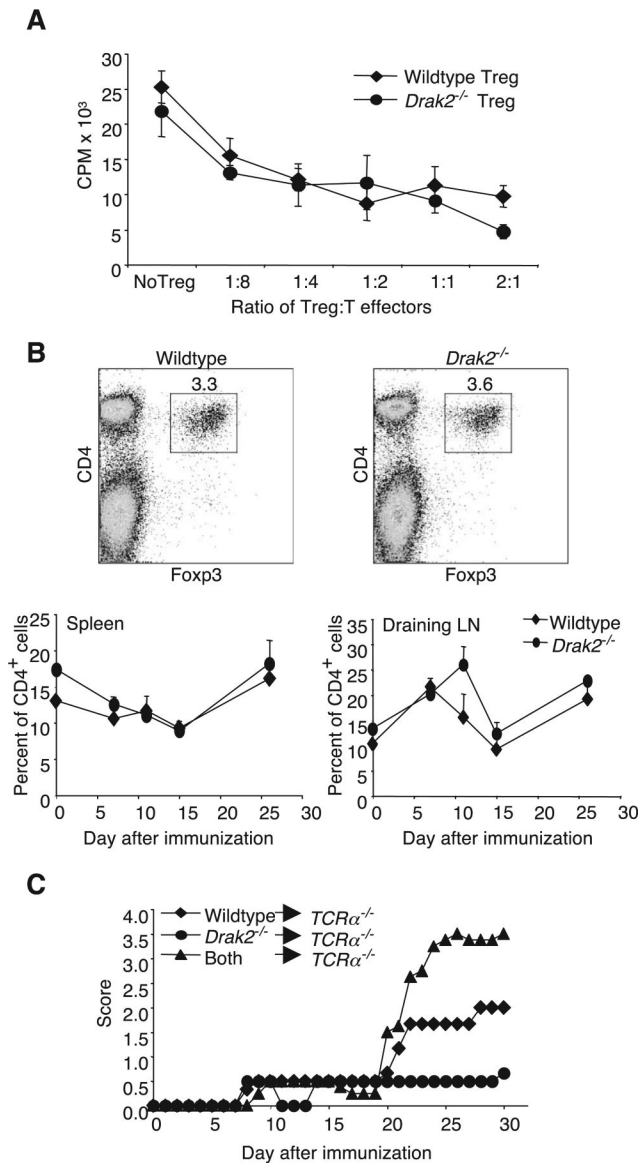 A
CPM x 10³
30
25
20
15
10
5
0
Wildtype Treg
Drak2⁻/⁻ Treg
NoTreg 1:8 1:4 1:2 1:1 2:1
Ratio of Treg:T effectors
B
Wildtype
3.3
CD4
Foxp3
Drak2⁻/⁻
3.6
CD4
Foxp3
Percent of CD4⁺ cells
Spleen
25
20
15
10
5
0
0 5 10 15 20 25 30
Day after immunization
Percent of CD4⁺ cells
Draining LN
Wildtype
Drak2⁻/⁻
35
25
30
20
15
10
5
0
0 5 10 15 20 25 30
Day after immunization
C
Wildtype TCRα⁻/⁻
Drak2⁻/⁻ TCRα⁻/⁻
Both TCRα⁻/⁻
Score
4.0
3.5
3.0
2.5
2.0
1.5
1.0
0.5
0.0
0 5 10 15 20 25 30
Day after immunization